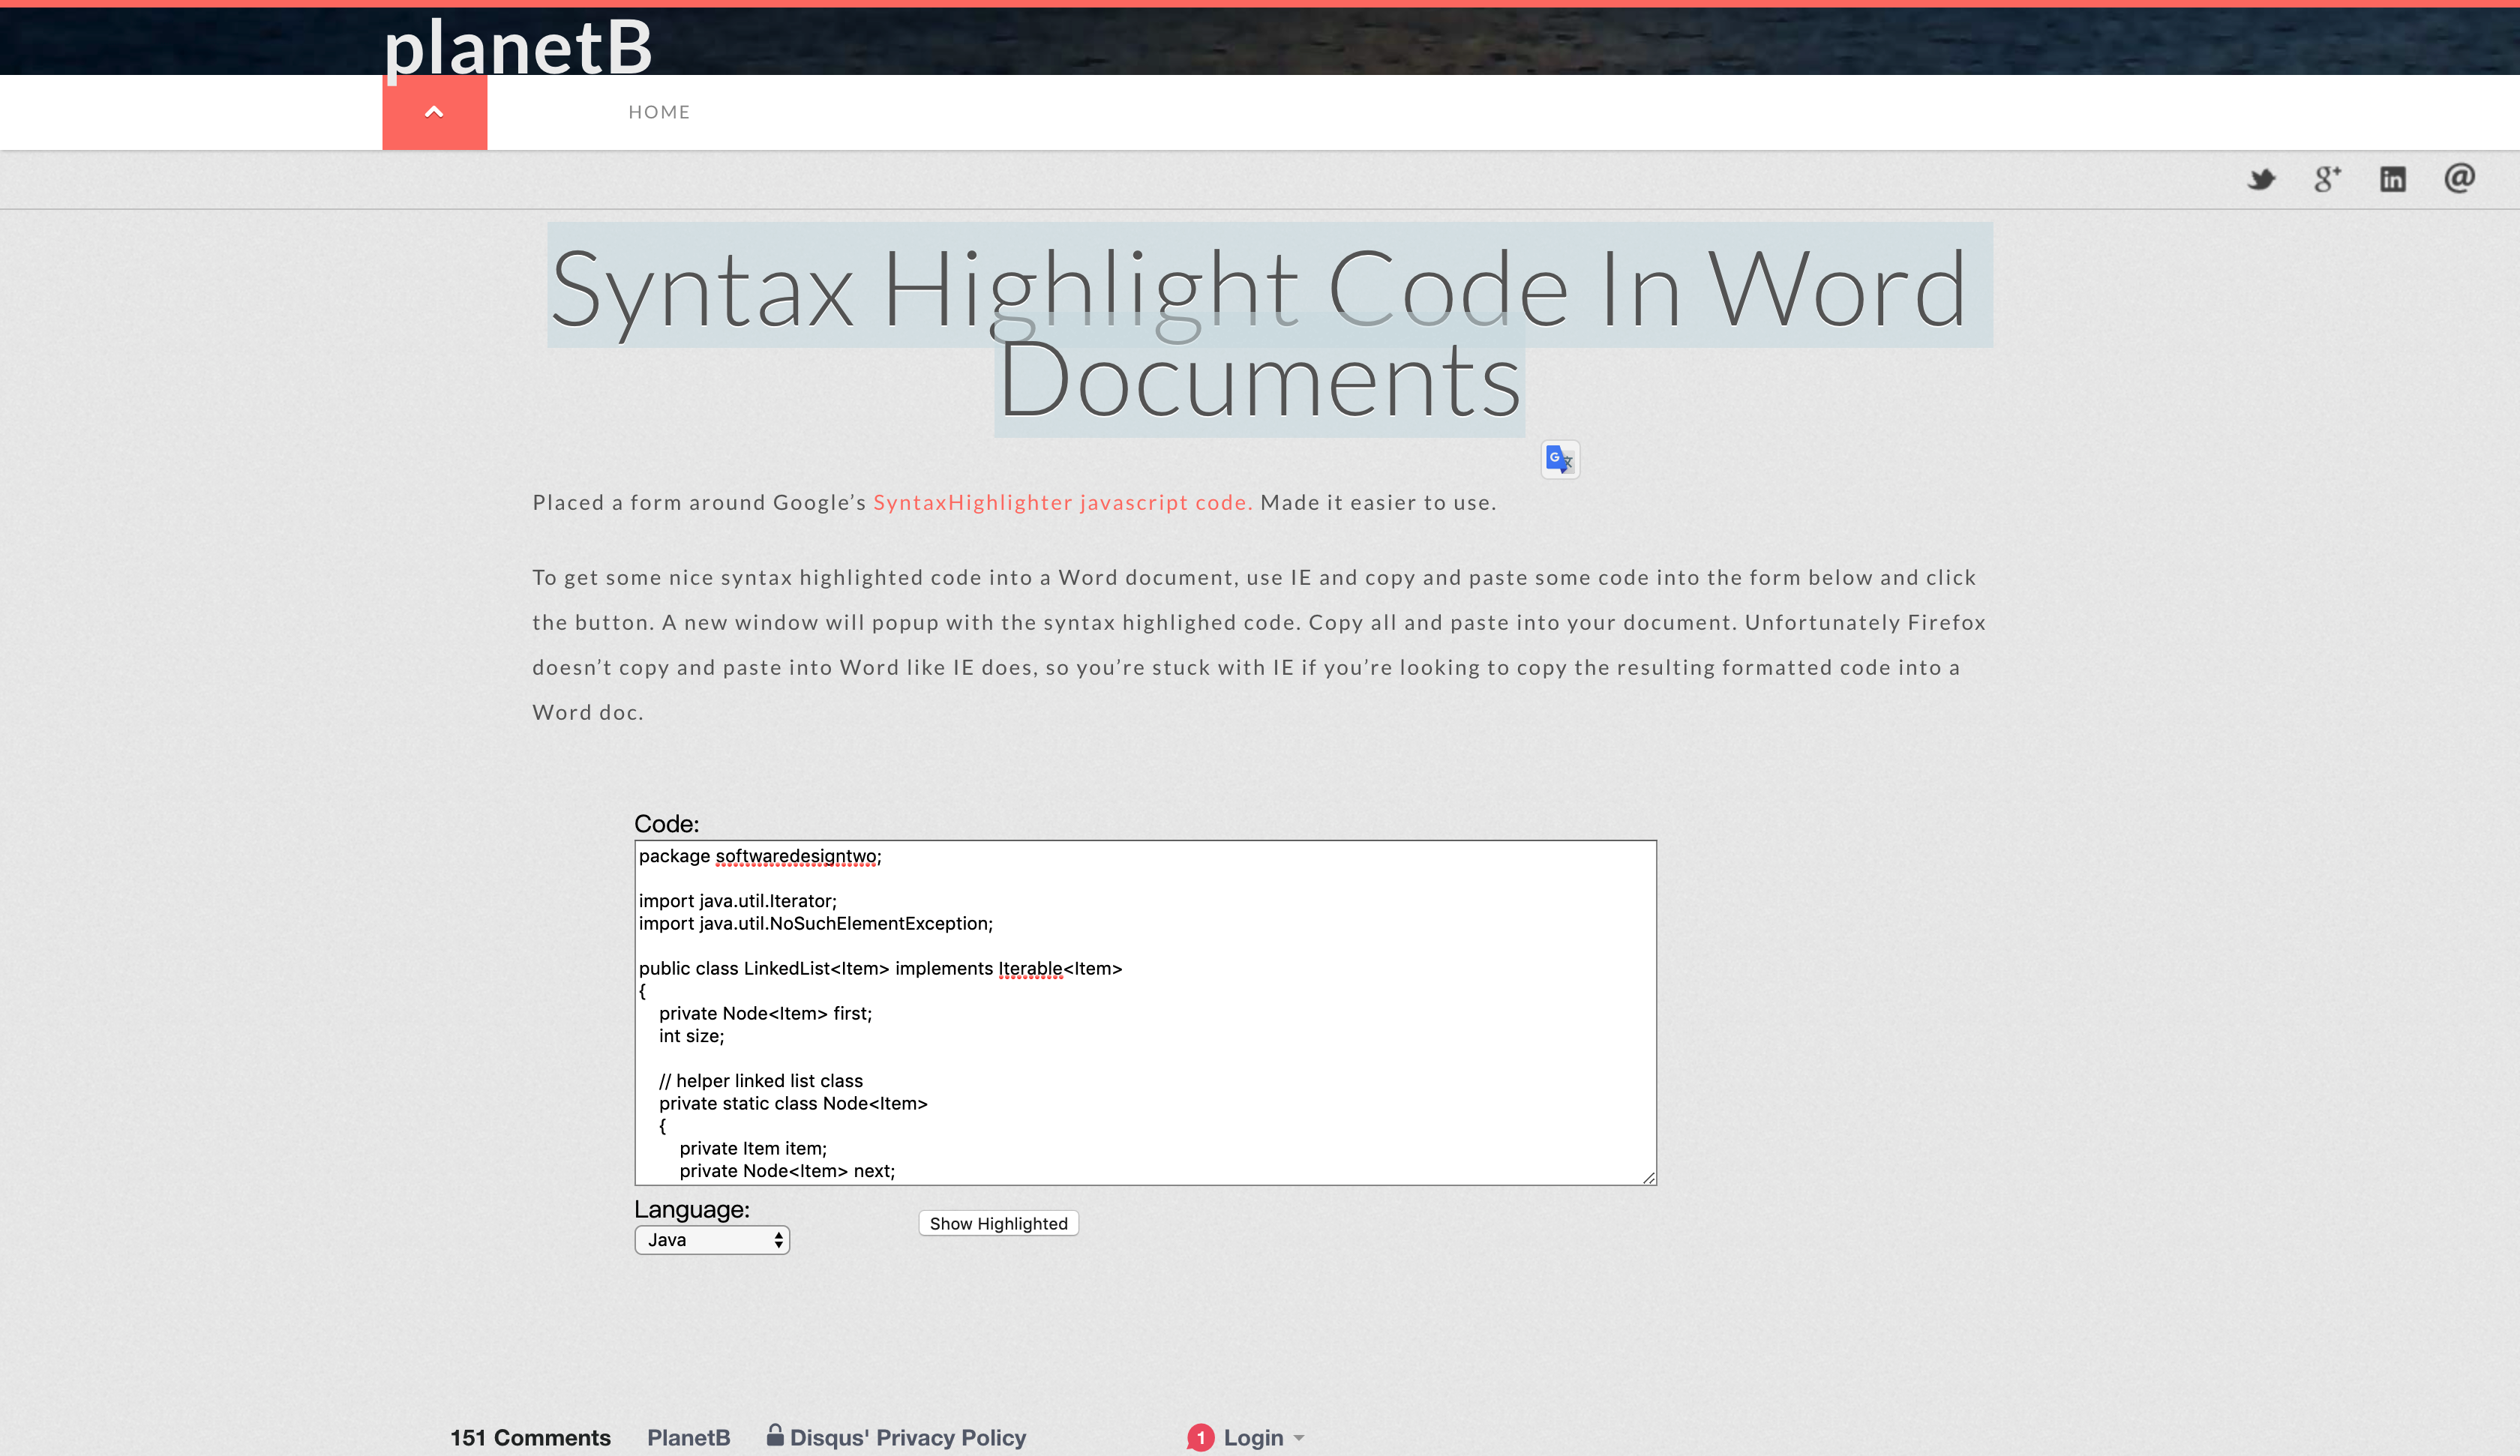 planetB
HOME
Syntax Highlight Code In Word
Documents
Placed a form around Google’s SyntaxHighlighter javascript code. Made it easier to use.
To get some nice syntax highlighted code into a Word document, use IE and copy and paste some code into the form below and click
the button. A new window will popup with the syntax highlighed code. Copy all and paste into your document. Unfortunately Firefox
doesn’t copy and paste into Word like IE does, so you’re stuck with IE if you’re looking to copy the resulting formatted code into a
Word doc.
Code:
package softwaredesigntwo;
import java.util.Iterator;
import java.util.NoSuchElementException;
public class LinkedList<Item> implements Iterable<Item>
{
    private Node<Item> first;
    int size;
    // helper linked list class
    private static class Node<Item>
    {
        private Item item;
        private Node<Item> next;
Language:
Java
Show Highlighted
151 Comments PlanetB Disqus' Privacy Policy 1 Login